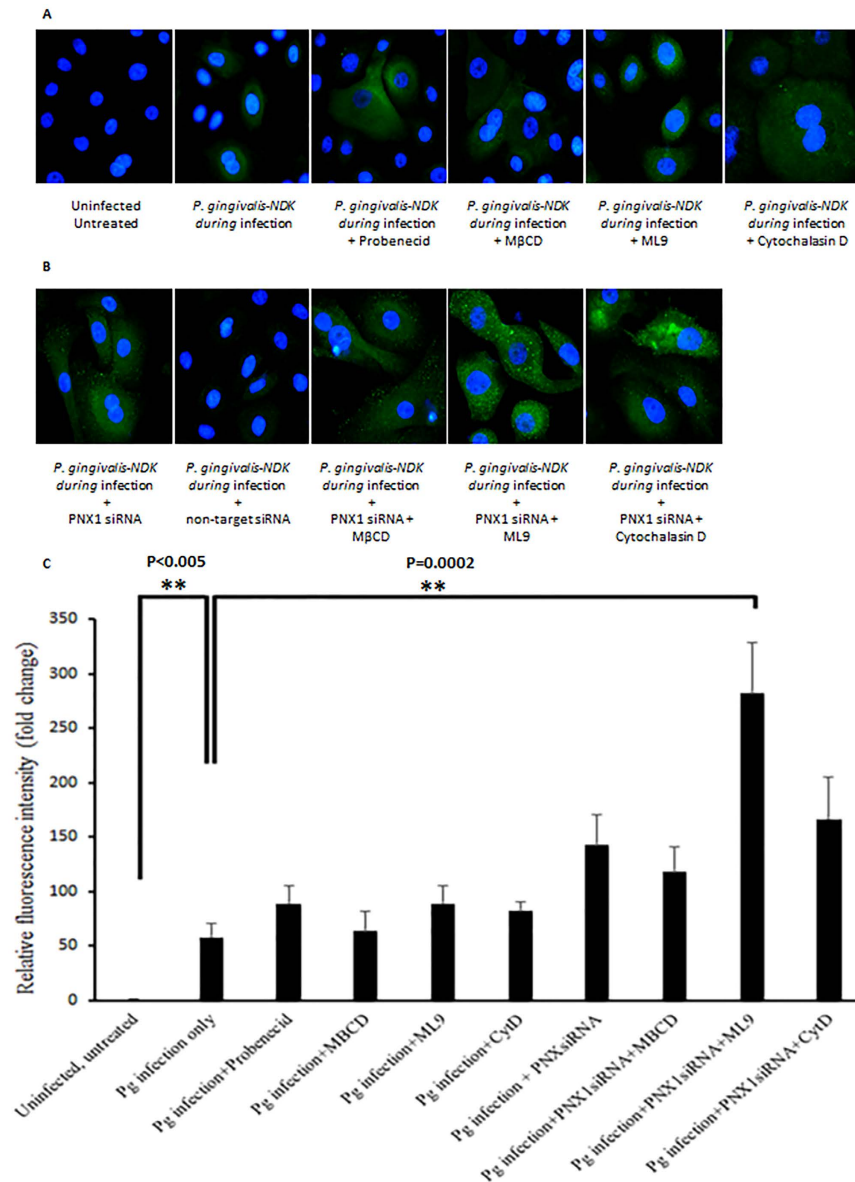 A
Uninfected
Untreated
P. gingivalis-NDK
during infection
P. gingivalis-NDK
during infection
+ Probenecid
P. gingivalis-NDK
during infection
+ MβCD
P. gingivalis-NDK
during infection
+ ML9
P. gingivalis-NDK
during infection
+ Cytochalasin D
B
P. gingivalis-NDK
during infection
+
PNX1 siRNA
P. gingivalis-NDK
during infection
+
non-target siRNA
P. gingivalis-NDK
during infection
+
PNX1 siRNA +
MβCD
P. gingivalis-NDK
during infection
+
PNX1 siRNA +
ML9
P. gingivalis-NDK
during infection
+
PNX1 siRNA +
Cytochalasin D
C
P<0.005
**
P=0.0002
**
Relative fluorescence intensity (fold change)
350
300
250
200
150
100
50
0
Uninfected, untreated
Pg infection only
Pg infection+Probenecid
Pg infection+MBCD
Pg infection+ML9
Pg infection+CytD
Pg infection + PNXsiRNA
Pg infection+PNX1siRNA+MBCD
Pg infection+PNX1siRNA+ML9
Pg infection+PNX1siRNA+CytD